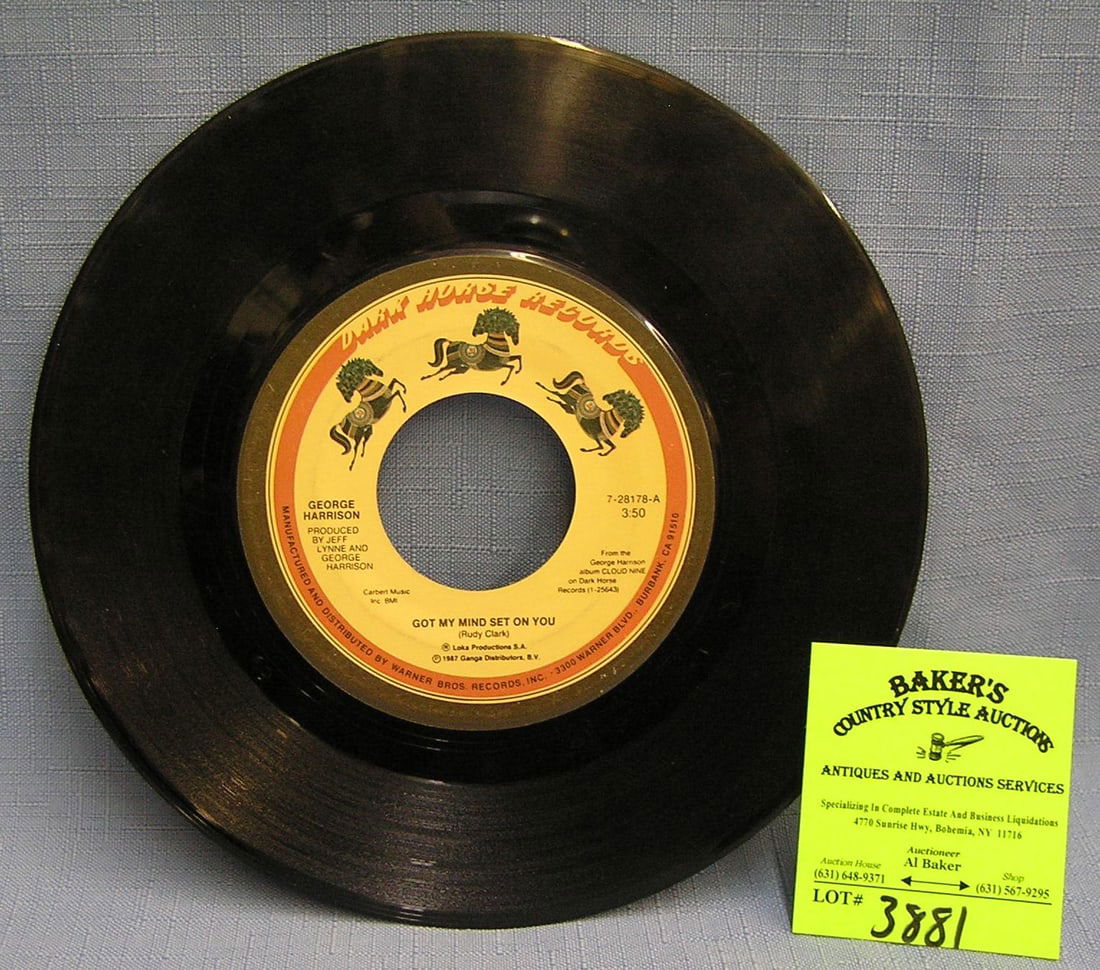 DARK HORSE RECORDS
GEORGE
HARRISON
PRODUCED
BY JEFF
LYNNE AND
GEORGE
HARRISON
7-28178-A
3:50
From the
George Harrison
album CLOUD NINE
on Dark Horse
Records (1-25643)
Carbert Music
Inc. BMI
GOT MY MIND SET ON YOU
(Rudy Clark)
Ⓟ Loka Productions S.A.
© 1987 Ganga Distributors, B.V.
MANUFACTURED AND DISTRIBUTED BY WARNER BROS. RECORDS, INC. · 3300 WARNER BLVD., BURBANK, CA 91510
BAKER'S
COUNTRY STYLE AUCTIONS
ANTIQUES AND AUCTIONS SERVICES
Specializing In Complete Estate And Business Liquidations
4770 Sunrise Hwy, Bohemia, NY 11716
Auctioneer
Al Baker
Auction House
(631) 648-9371
Shop
(631) 567-9295
LOT# 3881